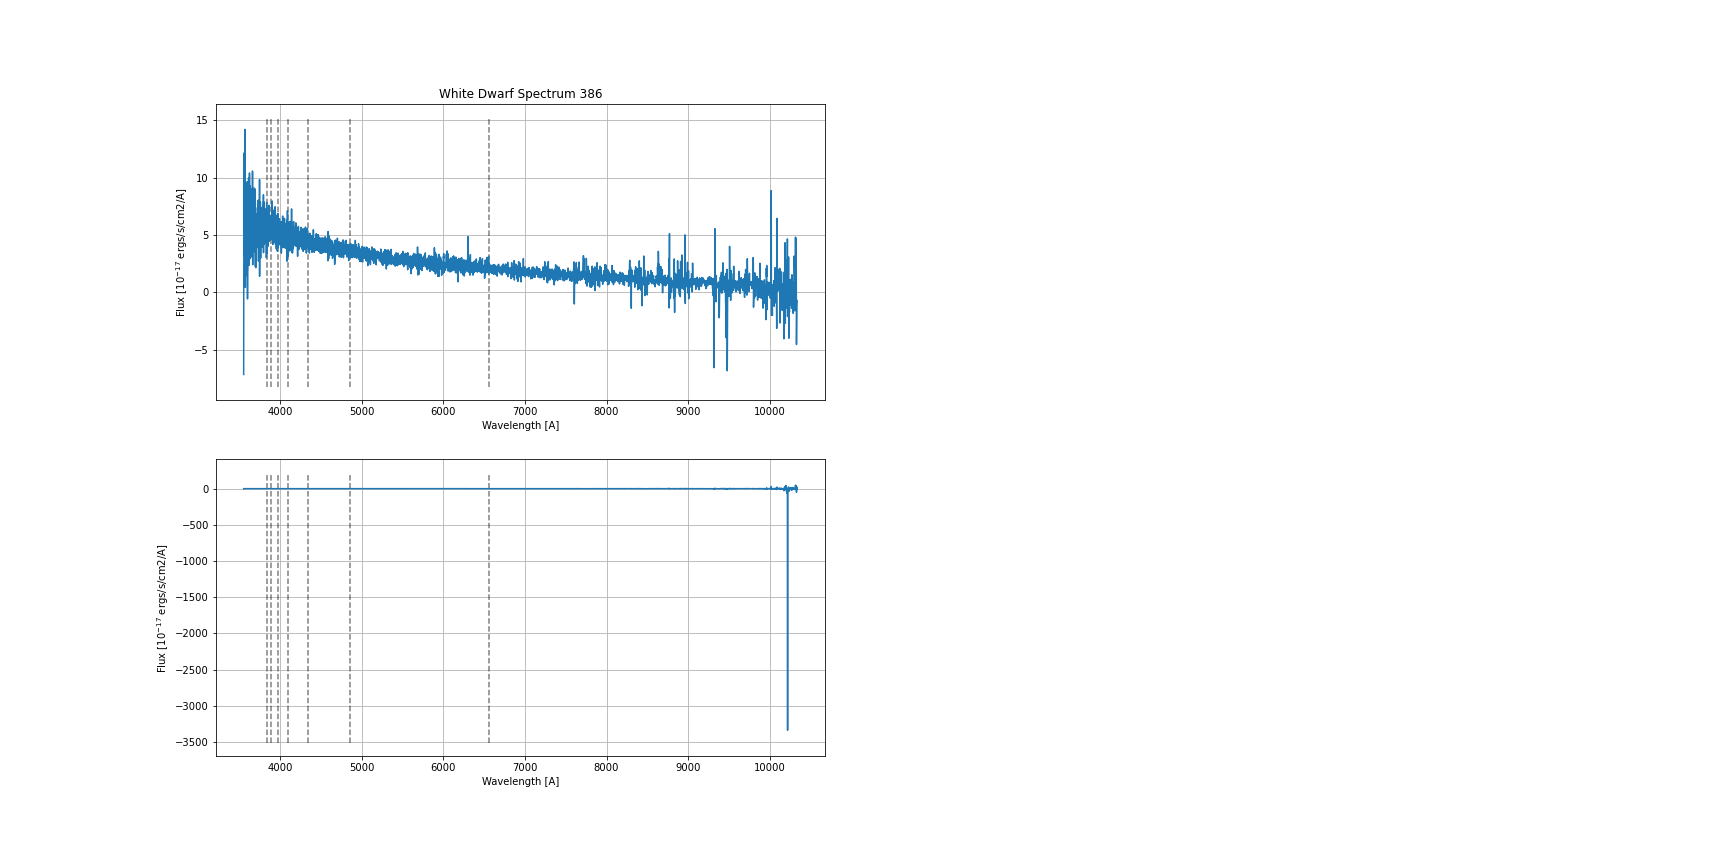 White Dwarf Spectrum 386
15
10
5
0
−5
Flux [10⁻¹⁷ ergs/s/cm2/A]
4000 5000 6000 7000 8000 9000 10000
Wavelength [A]
0
−500
−1000
−1500
−2000
−2500
−3000
−3500
Flux [10⁻¹⁷ ergs/s/cm2/A]
4000 5000 6000 7000 8000 9000 10000
Wavelength [A]